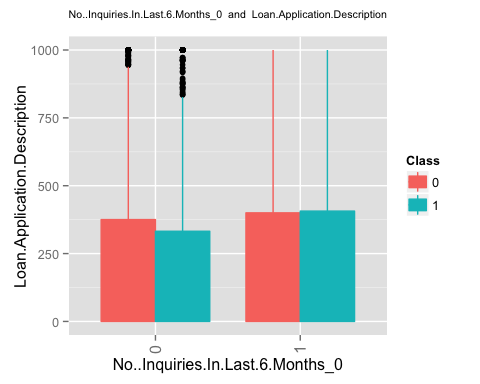 No..Inquiries.In.Last.6.Months_0 and Loan.Application.Description
1000
750
500
250
0
Loan.Application.Description
0
1
No..Inquiries.In.Last.6.Months_0
Class
0
1